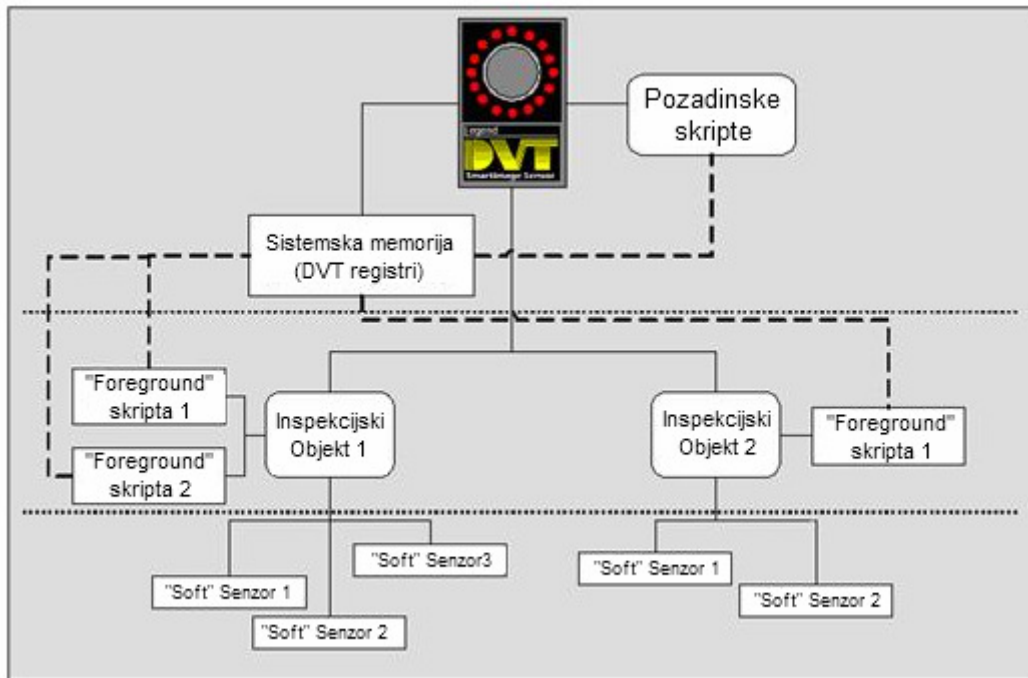 Legend
DVT
SmartImage Sensor
Pozadinske
skripte
Sistemska memorija
(DVT registri)
"Foreground"
skripta 1
"Foreground"
skripta 2
Inspekcijski
Objekt 1
Inspekcijski
Objekt 2
"Foreground"
skripta 1
"Soft" Senzor 1
"Soft" Senzor 2
"Soft" Senzor3
"Soft" Senzor 1
"Soft" Senzor 2